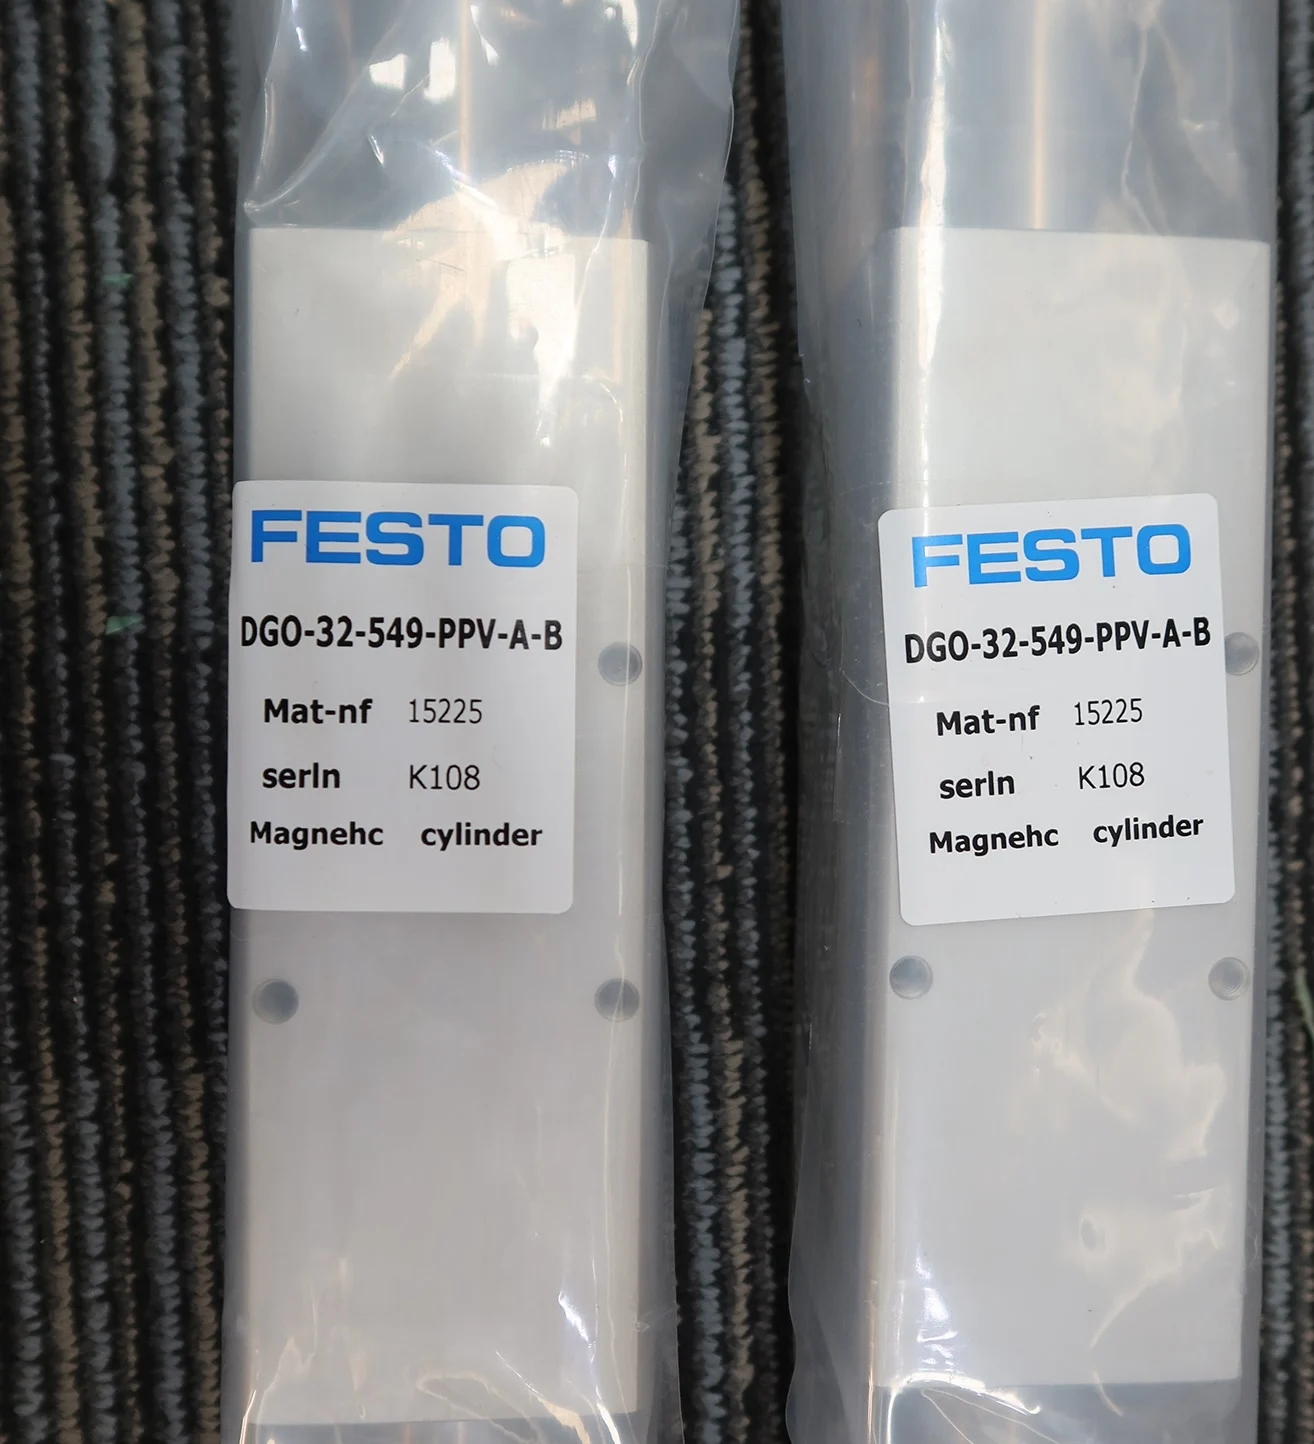 FESTO
DGO-32-549-PPV-A-B
Mat-nf 15225
serln K108
Magnehc cylinder
FESTO
DGO-32-549-PPV-A-B
Mat-nf 15225
serln K108
Magnehc cylinder